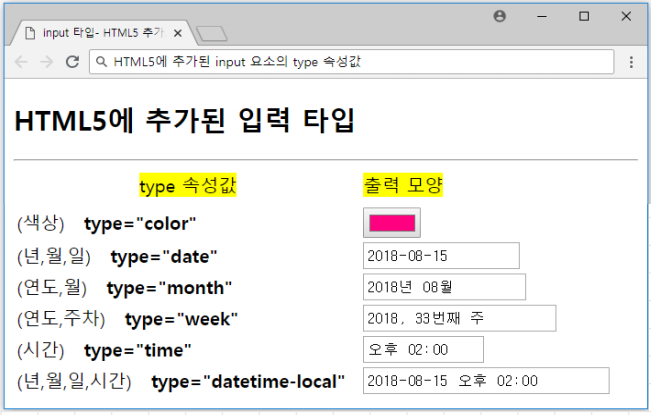 input 타입- HTML5 추가
HTML5에 추가된 input 요소의 type 속성값
HTML5에 추가된 입력 타입
type 속성값 출력 모양
(색상) type="color"
(년,월,일) type="date" 2018-08-15
(연도,월) type="month" 2018년 08월
(연도,주차) type="week" 2018, 33번째 주
(시간) type="time" 오후 02:00
(년,월,일,시간) type="datetime-local" 2018-08-15 오후 02:00